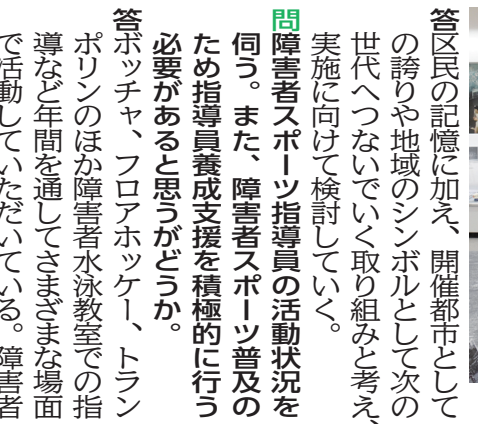 答区民の記憶に加え、開催都市として
の誇りや地域のシンボルとして次の
世代へつないでいく取り組みと考え、
実施に向けて検討していく。
問障害者スポーツ指導員の活動状況を
伺う。また、障害者スポーツ普及の
ため指導員養成支援を積極的に行う
必要があると思うがどうか。
答ボッチャ、フロアホッケー、トラン
ポリンのほか障害者水泳教室での指
導など年間を通してさまざまな場面
で活動していただいている。障害者